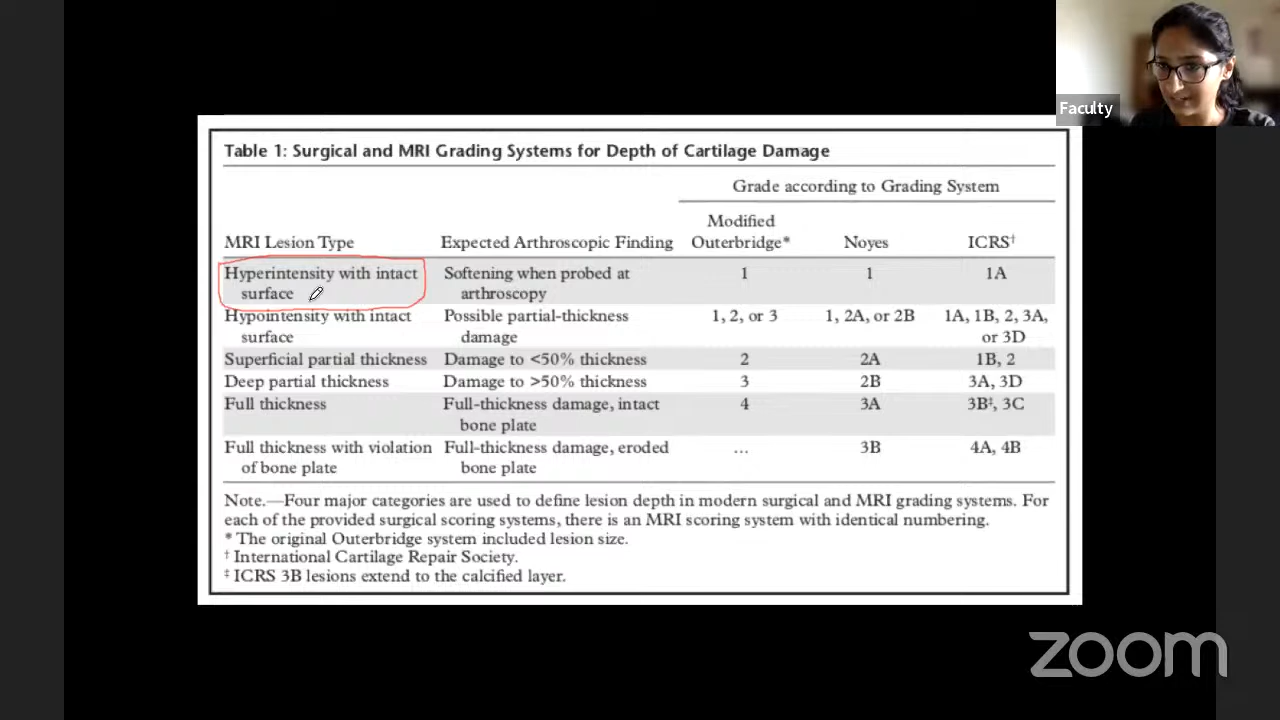 Faculty
Table 1: Surgical and MRI Grading Systems for Depth of Cartilage Damage
Grade according to Grading System
MRI Lesion Type Expected Arthroscopic Finding Modified Outerbridge* Noyes ICRS†
Hyperintensity with intact surface Softening when probed at arthroscopy 1 1 1A
Hypointensity with intact surface Possible partial-thickness damage 1, 2, or 3 1, 2A, or 2B 1A, 1B, 2, 3A, or 3D
Superficial partial thickness Damage to <50% thickness 2 2A 1B, 2
Deep partial thickness Damage to >50% thickness 3 2B 3A, 3D
Full thickness Full-thickness damage, intact bone plate 4 3A 3B‡, 3C
Full thickness with violation of bone plate Full-thickness damage, eroded bone plate ... 3B 4A, 4B
Note.—Four major categories are used to define lesion depth in modern surgical and MRI grading systems. For
each of the provided surgical scoring systems, there is an MRI scoring system with identical numbering.
* The original Outerbridge system included lesion size.
† International Cartilage Repair Society.
‡ ICRS 3B lesions extend to the calcified layer.
zoom